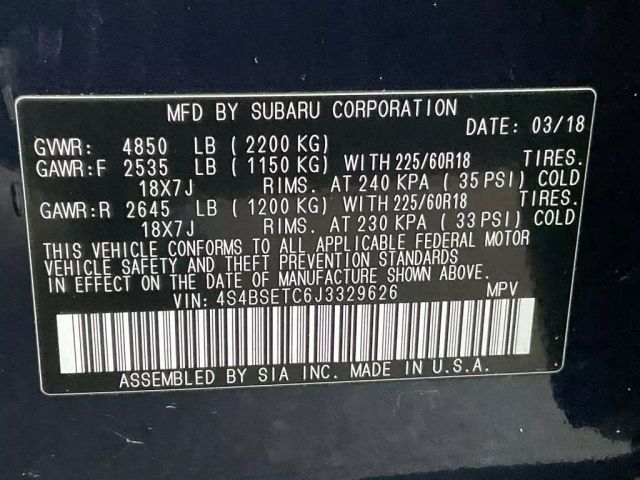 MFD BY SUBARU CORPORATION
DATE: 03/18
GVWR: 4850 LB ( 2200 KG)
GAWR:F 2535 LB ( 1150 KG) WITH 225/60R18 TIRES.
18X7J RIMS. AT 240 KPA ( 35 PSI) COLD
GAWR:R 2645 LB ( 1200 KG) WITH 225/60R18 TIRES.
18X7J RIMS. AT 230 KPA ( 33 PSI) COLD
THIS VEHICLE CONFORMS TO ALL APPLICABLE FEDERAL MOTOR
VEHICLE SAFETY AND THEFT PREVENTION STANDARDS
IN EFFECT ON THE DATE OF MANUFACTURE SHOWN ABOVE.
VIN: 4S4BSETC6J3329626 MPV
ASSEMBLED BY SIA INC. MADE IN U.S.A.